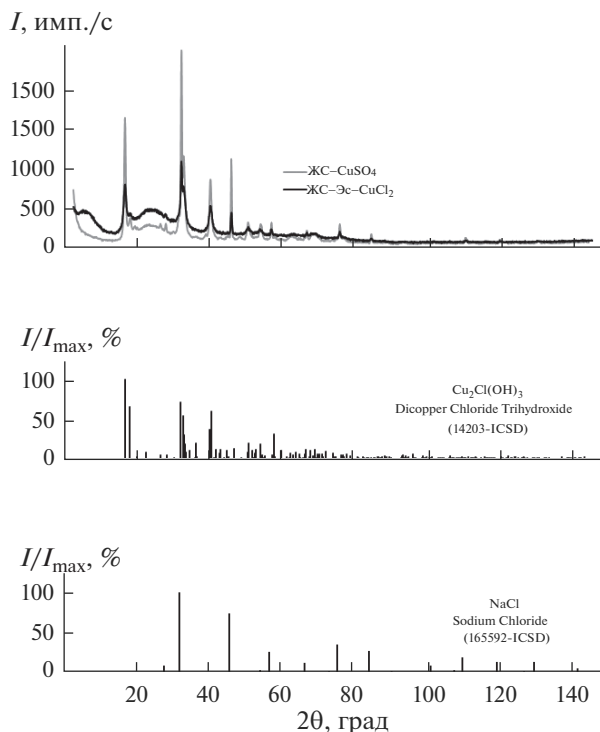 I, имп./с
1500
1500
1000
500
0
ЖС–CuSO₄
ЖС–Эс–CuCl₂
I/Imax, %
100
50
0
Cu₂Cl(OH)₃
Dicopper Chloride Trihydroxide
(14203-ICSD)
I/Imax, %
100
50
0
NaCl
Sodium Chloride
(165592-ICSD)
20 40 60 80 100 120 140
2θ, град